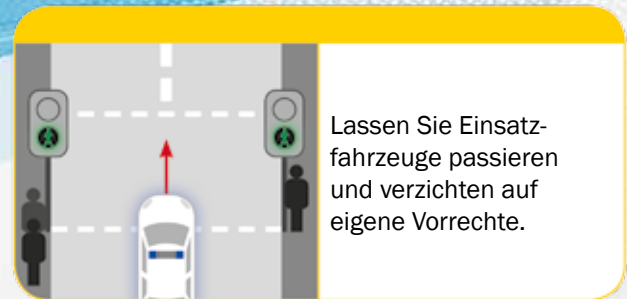 Lassen Sie Einsatz-
fahrzeuge passieren
und verzichten auf
eigene Vorrechte.